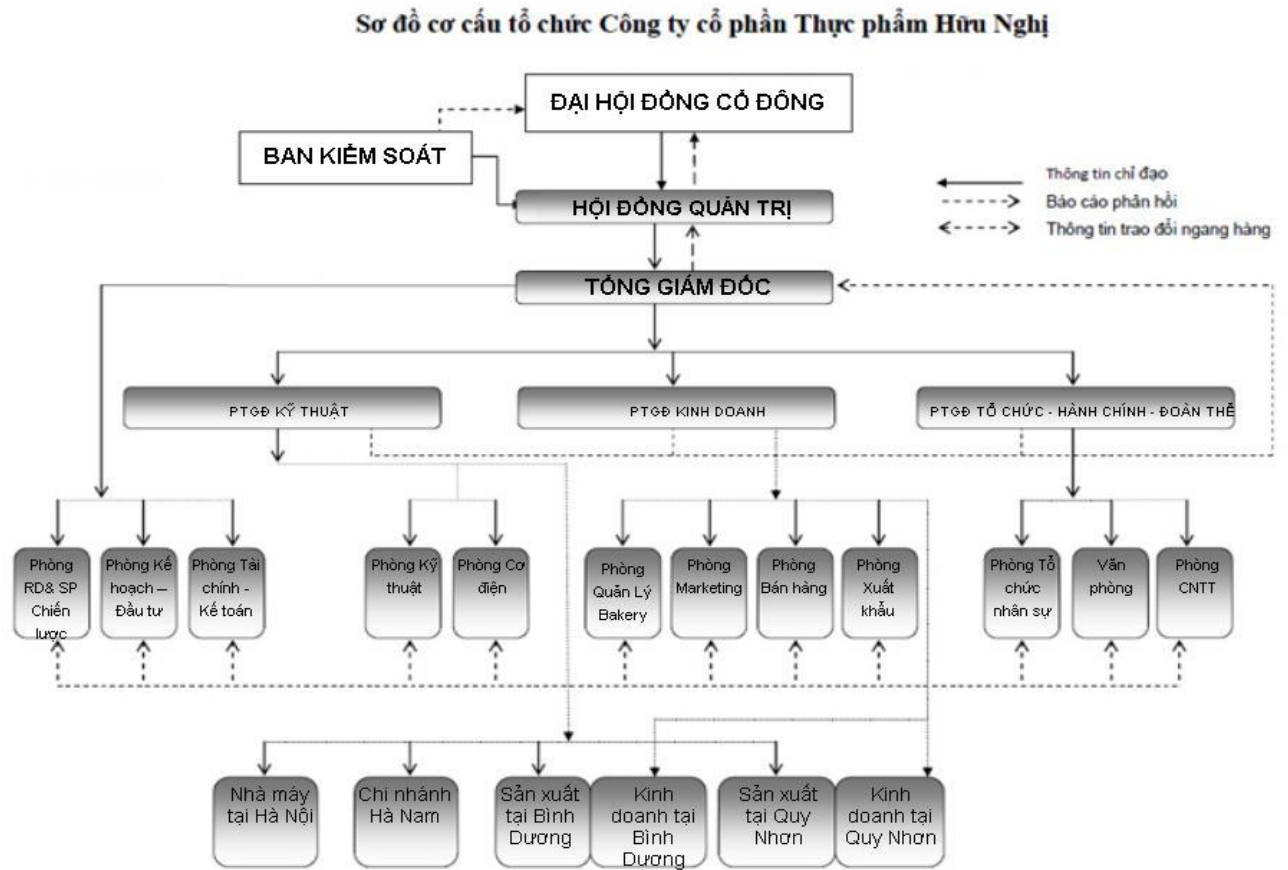 Sơ đồ cơ cấu tổ chức Công ty cổ phần Thực phẩm Hữu Nghị
ĐẠI HỘI ĐỒNG CỔ ĐÔNG
BAN KIỂM SOÁT
HỘI ĐỒNG QUẢN TRỊ
TỔNG GIÁM ĐỐC
Thông tin chỉ đạo
Báo cáo phản hồi
Thông tin trao đổi ngang hàng
PTGĐ KỸ THUẬT
PTGĐ KINH DOANH
PTGĐ TỔ CHỨC - HÀNH CHÍNH - ĐOÀN THỂ
Phòng
RD& SP
Chiến
lược
Phòng Kế
hoạch –
Đầu tư
Phòng Tài
chính -
Kế toán
Phòng Kỹ
thuật
Phòng Cơ
điện
Phòng
Quản Lý
Bakery
Phòng
Marketing
Phòng
Bán hàng
Phòng
Xuất
khẩu
Phòng Tổ
chức
nhân sự
Văn
phòng
Phòng
CNTT
Nhà máy
tại Hà Nội
Chi nhánh
Hà Nam
Sản xuất
tại Bình
Dương
Kinh
doanh tại
Bình
Dương
Sản xuất
tại Quy
Nhơn
Kinh
doanh tại
Quy Nhơn